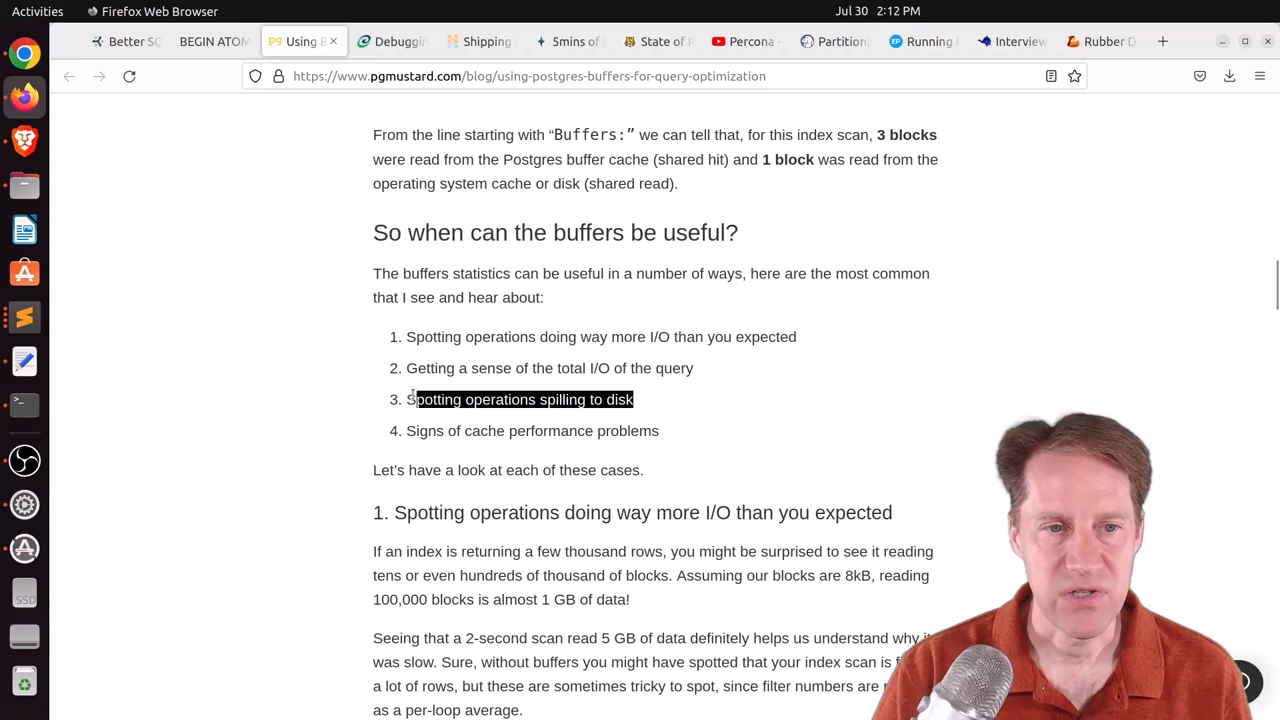 Activities
Firefox Web Browser
Jul 30 2:12 PM
Better SQ
BEGIN ATOM
Using B
Debuggin
Shipping
5mins of
State of P
Percona -
Partition
Running P
Interview
Rubber D
https://www.pgmustard.com/blog/using-postgres-buffers-for-query-optimization
From the line starting with “Buffers:” we can tell that, for this index scan, 3 blocks
were read from the Postgres buffer cache (shared hit) and 1 block was read from the
operating system cache or disk (shared read).
So when can the buffers be useful?
The buffers statistics can be useful in a number of ways, here are the most common
that I see and hear about:
1. Spotting operations doing way more I/O than you expected
2. Getting a sense of the total I/O of the query
3. Spotting operations spilling to disk
4. Signs of cache performance problems
Let’s have a look at each of these cases.
1. Spotting operations doing way more I/O than you expected
If an index is returning a few thousand rows, you might be surprised to see it reading
tens or even hundreds of thousand of blocks. Assuming our blocks are 8kB, reading
100,000 blocks is almost 1 GB of data!
Seeing that a 2-second scan read 5 GB of data definitely helps us understand why it
was slow. Sure, without buffers you might have spotted that your index scan is
a lot of rows, but these are sometimes tricky to spot, since filter numbers are
as a per-loop average.
SSD